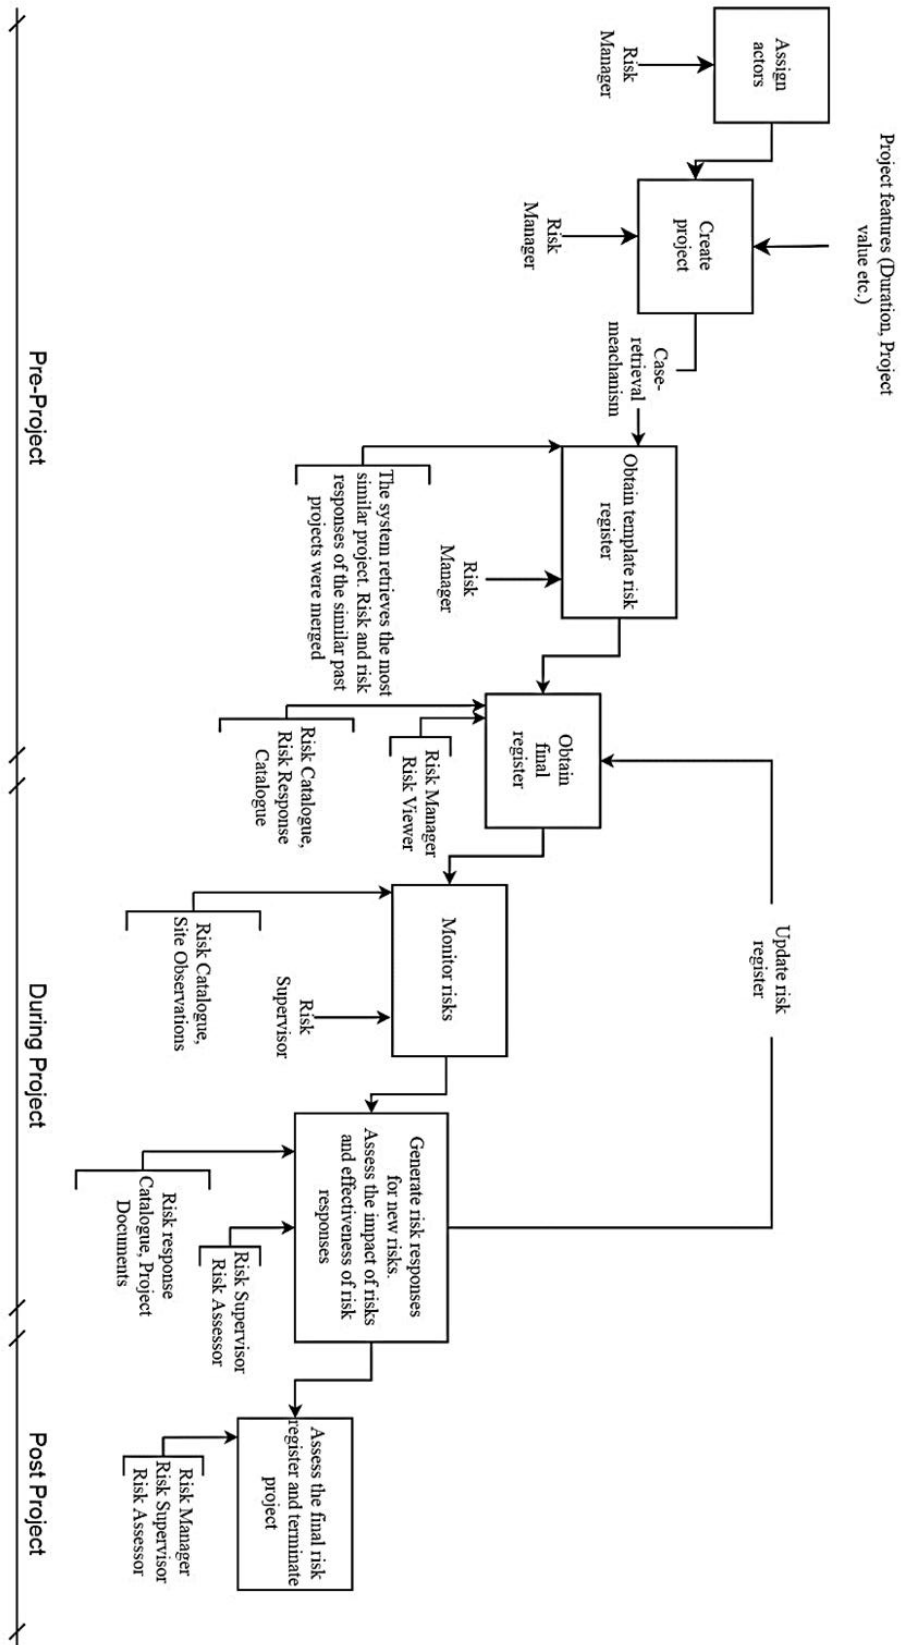 Assign
actors
Risk
Manager
Project features (Duration, Project
value etc.)
Create
project
Risk
Manager
Case-
retrieval
meachanism
Obtain template risk
register
Risk
Manager
The system retrieves the most
similar project. Risk and risk
responses of the similar past
projects were merged
Obtain
final
register
Risk Manager
Risk Viewer
Risk Catalogue,
Risk Response
Catalogue
Update risk
register
Monitor risks
Risk
Supervisor
Risk Catalogue,
Site Observations
Generate risk responses
for new risks.
Assess the impact of risks
and effectiveness of risk
responses
Risk Supervisor
Risk Assessor
Risk response
Catalogue, Project
Documents
Assess the final risk
register and terminate
project
Risk Manager
Risk Supervisor
Risk Assessor
Pre-Project
During Project
Post Project